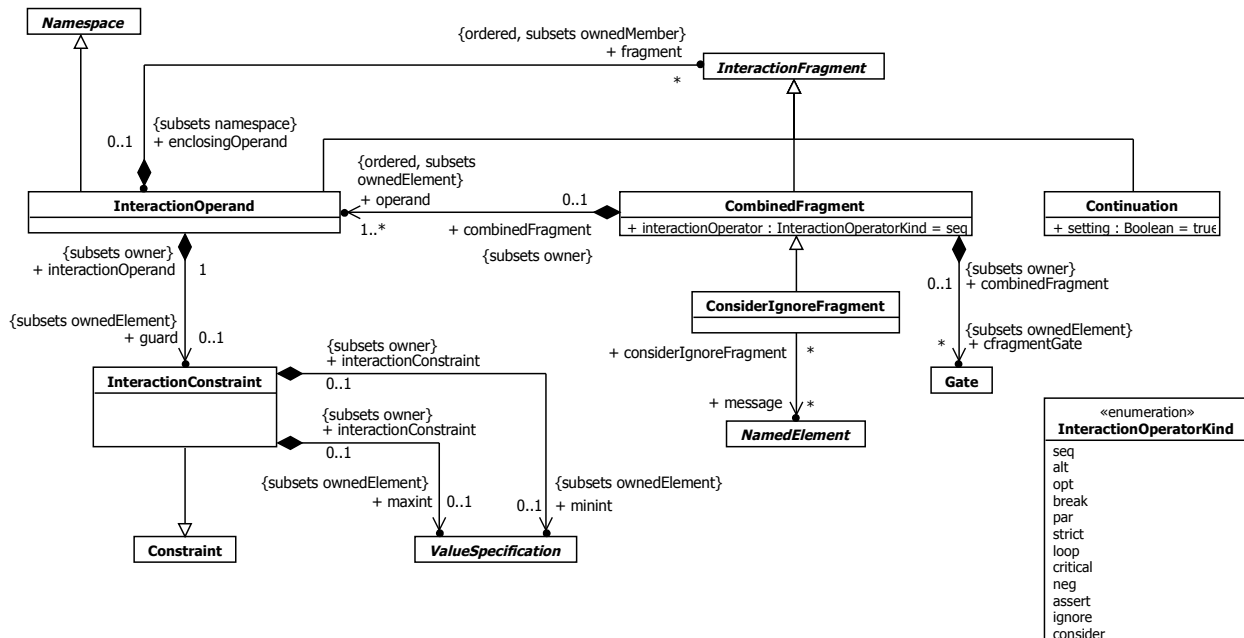 Namespace
{ordered, subsets ownedMember}
+ fragment
*
InteractionFragment
{subsets namespace}
0..1
+ enclosingOperand
{ordered, subsets
ownedElement}
+ operand
1..*
0..1
+ combinedFragment
{subsets owner}
InteractionOperand
CombinedFragment
+ interactionOperator : InteractionOperatorKind = seq
Continuation
+ setting : Boolean = true
{subsets owner}
+ interactionOperand
1
{subsets ownedElement}
+ guard
0..1
{subsets owner}
0..1
+ combinedFragment
{subsets ownedElement}
*
+ cfragmentGate
Gate
ConsiderIgnoreFragment
+ considerIgnoreFragment
*
+ message
*
NamedElement
InteractionConstraint
{subsets owner}
+ interactionConstraint
0..1
{subsets owner}
+ interactionConstraint
0..1
{subsets ownedElement}
+ maxint
0..1
{subsets ownedElement}
0..1
+ minint
Constraint
ValueSpecification
«enumeration»
InteractionOperatorKind
seq
alt
opt
break
par
strict
loop
critical
neg
assert
ignore
consider